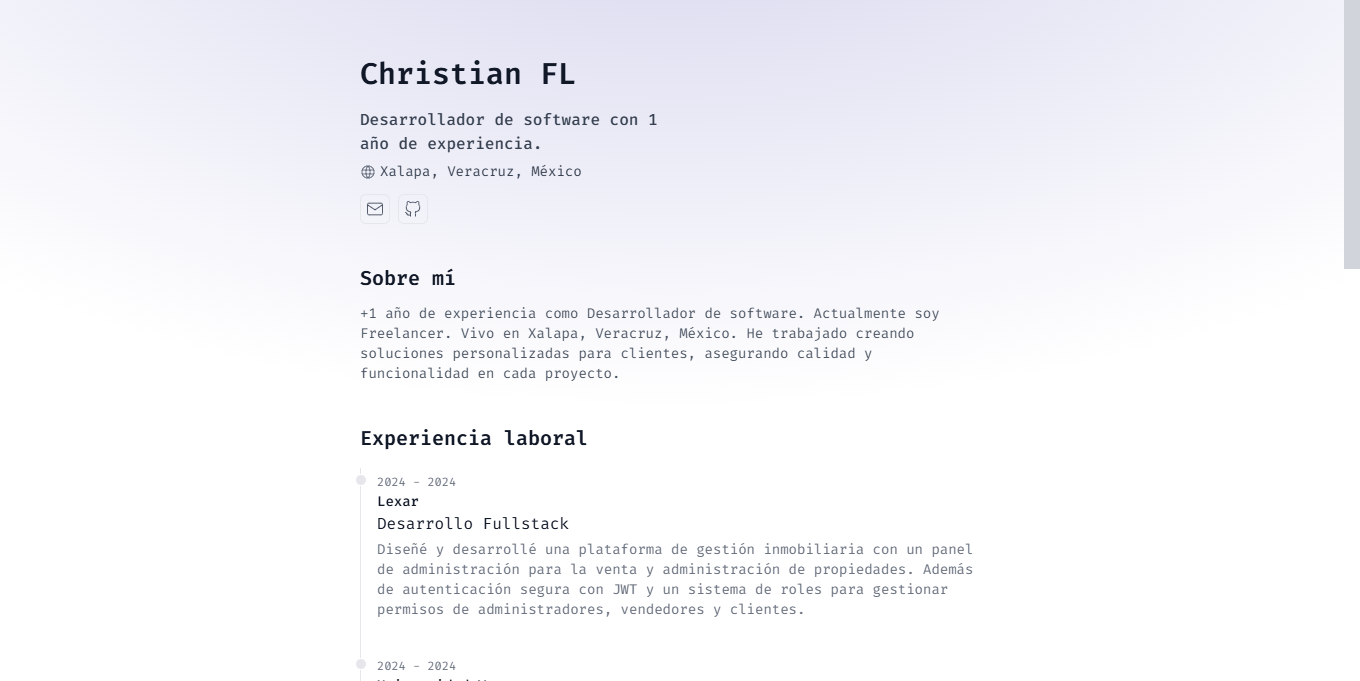 Christian FL
Desarrollador de software con 1
año de experiencia.
Xalapa, Veracruz, México
Sobre mí
+1 año de experiencia como Desarrollador de software. Actualmente soy
Freelancer. Vivo en Xalapa, Veracruz, México. He trabajado creando
soluciones personalizadas para clientes, asegurando calidad y
funcionalidad en cada proyecto.
Experiencia laboral
2024 - 2024
Lexar
Desarrollo Fullstack
Diseñé y desarrollé una plataforma de gestión inmobiliaria con un panel
de administración para la venta y administración de propiedades. Además
de autenticación segura con JWT y un sistema de roles para gestionar
permisos de administradores, vendedores y clientes.
2024 - 2024